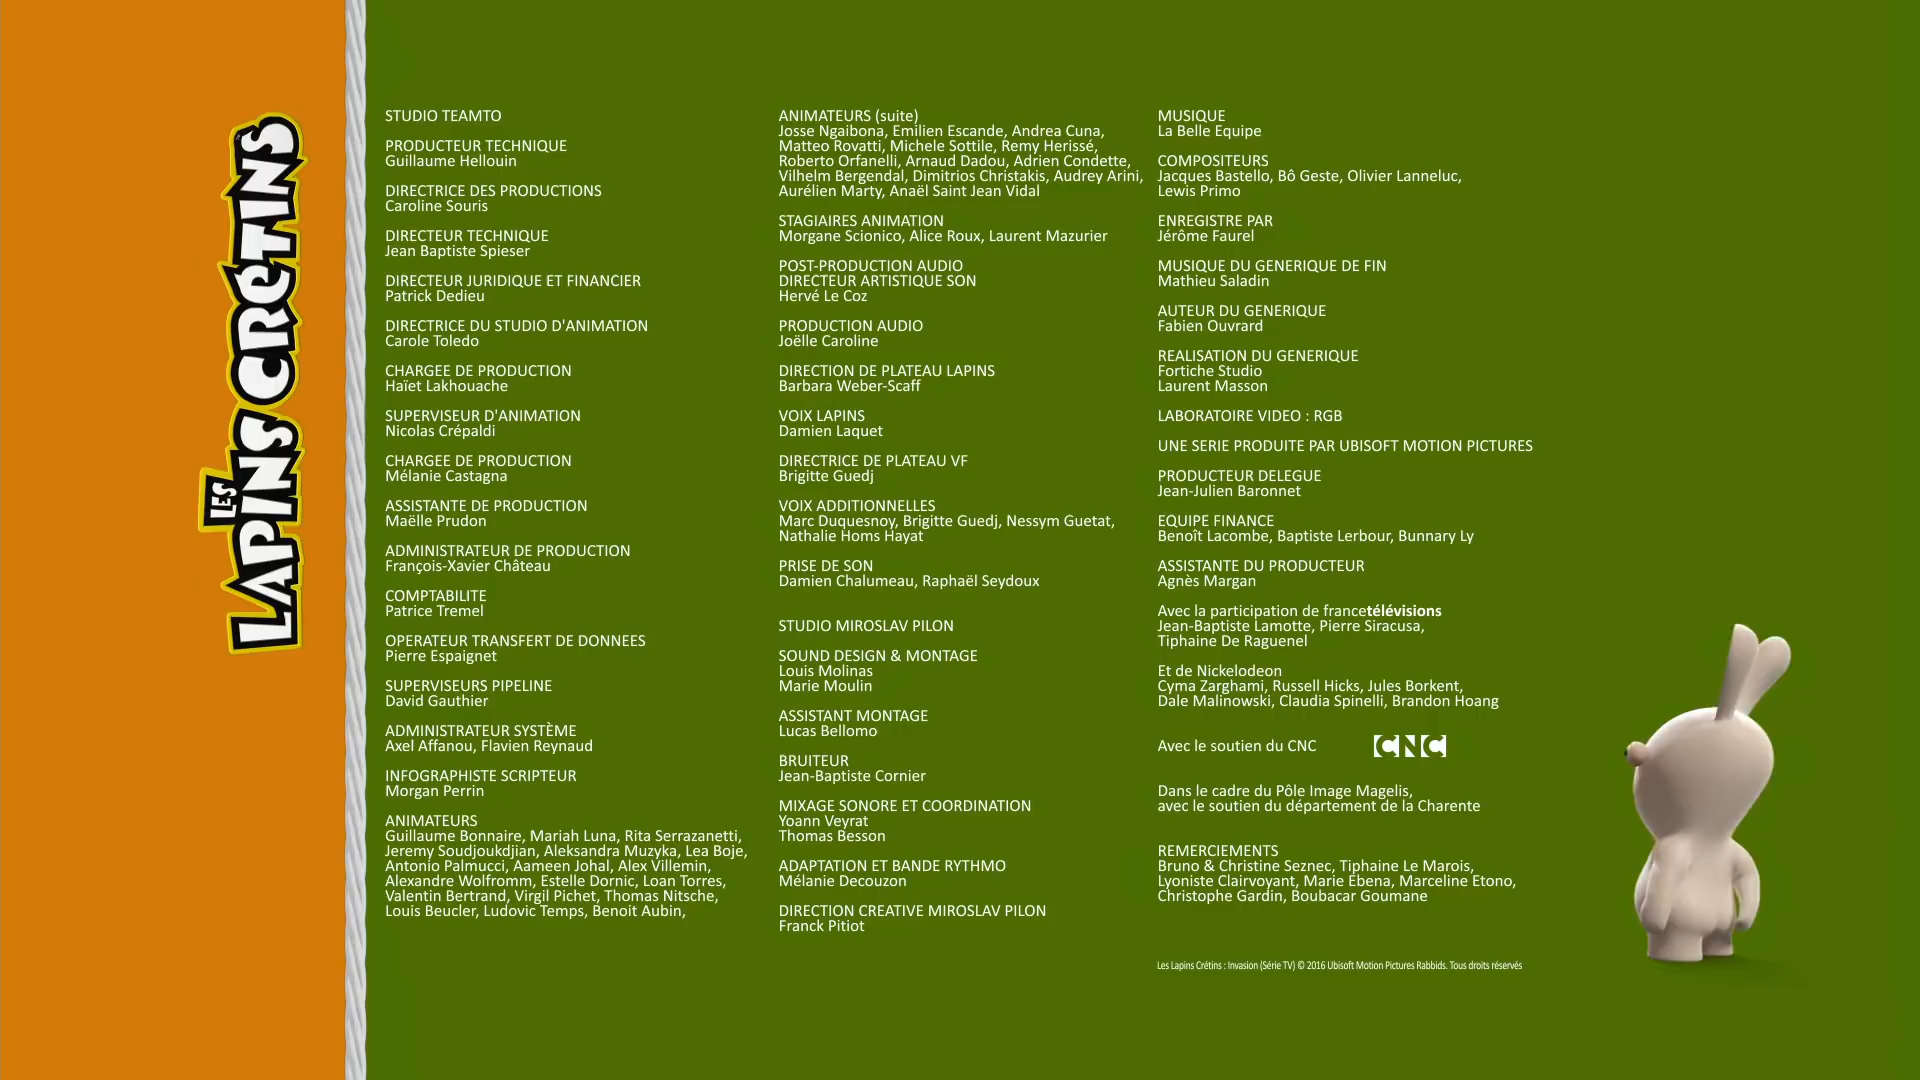 LES
LAPINS CRÉTINS
STUDIO TEAMTO
PRODUCTEUR TECHNIQUE
Guillaume Hellouin
DIRECTRICE DES PRODUCTIONS
Caroline Souris
DIRECTEUR TECHNIQUE
Jean Baptiste Spieser
DIRECTEUR JURIDIQUE ET FINANCIER
Patrick Dedieu
DIRECTRICE DU STUDIO D'ANIMATION
Carole Toledo
CHARGEE DE PRODUCTION
Haïet Lakhouache
SUPERVISEUR D'ANIMATION
Nicolas Crépaldi
CHARGEE DE PRODUCTION
Mélanie Castagna
ASSISTANTE DE PRODUCTION
Maëlle Prudon
ADMINISTRATEUR DE PRODUCTION
François-Xavier Château
COMPTABILITE
Patrice Tremel
OPERATEUR TRANSFERT DE DONNEES
Pierre Espaignet
SUPERVISEURS PIPELINE
David Gauthier
ADMINISTRATEUR SYSTÈME
Axel Affanou, Flavien Reynaud
INFOGRAPHISTE SCRIPTEUR
Morgan Perrin
ANIMATEURS
Guillaume Bonnaire, Mariah Luna, Rita Serrazanetti,
Jeremy Soudjoukdjian, Aleksandra Muzyka, Lea Boje,
Antonio Palmucci, Aameen Johal, Alex Villemin,
Alexandre Wolfromm, Estelle Dornic, Loan Torres,
Valentin Bertrand, Virgil Pichet, Thomas Nitsche,
Louis Beucler, Ludovic Temps, Benoît Aubin,
ANIMATEURS (suite)
Josse Ngaibona, Emilien Escande, Andrea Cuna,
Matteo Rovatti, Michele Sottile, Remy Herissé,
Roberto Orfanelli, Arnaud Dadou, Adrien Condette,
Vilhelm Bergendal, Dimitrios Christakis, Audrey Arini,
Aurélien Marty, Anaël Saint Jean Vidal
STAGIAIRES ANIMATION
Morgane Scionico, Alice Roux, Laurent Mazurier
POST-PRODUCTION AUDIO
DIRECTEUR ARTISTIQUE SON
Hervé Le Coz
PRODUCTION AUDIO
Joëlle Caroline
DIRECTION DE PLATEAU LAPINS
Barbara Weber-Scaff
VOIX LAPINS
Damien Laquet
DIRECTRICE DE PLATEAU VF
Brigitte Guedj
VOIX ADDITIONNELLES
Marc Duquesnoy, Brigitte Guedj, Nessym Guetat,
Nathalie Homs Hayat
PRISE DE SON
Damien Chalumeau, Raphaël Seydoux
STUDIO MIROSLAV PILON
SOUND DESIGN & MONTAGE
Louis Molinas
Marie Moulin
ASSISTANT MONTAGE
Lucas Bellomo
BRUITEUR
Jean-Baptiste Cornier
MIXAGE SONORE ET COORDINATION
Yoann Veyrat
Thomas Besson
ADAPTATION ET BANDE RYTHMO
Mélanie Decouzon
DIRECTION CREATIVE MIROSLAV PILON
Franck Pitiot
MUSIQUE
La Belle Equipe
COMPOSITEURS
Jacques Bastello, Bô Geste, Olivier Lanneluc,
Lewis Primo
ENREGISTRE PAR
Jérôme Faurel
MUSIQUE DU GENERIQUE DE FIN
Mathieu Saladin
AUTEUR DU GENERIQUE
Fabien Ouvrard
REALISATION DU GENERIQUE
Fortiche Studio
Laurent Masson
LABORATOIRE VIDEO : RGB
UNE SERIE PRODUITE PAR UBISOFT MOTION PICTURES
PRODUCTEUR DELEGUE
Jean-Julien Baronnet
EQUIPE FINANCE
Benoît Lacombe, Baptiste Lerbour, Bunnary Ly
ASSISTANTE DU PRODUCTEUR
Agnès Margan
Avec la participation de francetélévisions
Jean-Baptiste Lamotte, Pierre Siracusa,
Tiphaine De Raguenel
Et de Nickelodeon
Cyma Zarghami, Russell Hicks, Jules Borkent,
Dale Malinowski, Claudia Spinelli, Brandon Hoang
Avec le soutien du CNC CNC
Dans le cadre du Pôle Image Magelis,
avec le soutien du département de la Charente
REMERCIEMENTS
Bruno & Christine Seznec, Tiphaine Le Marois,
Lyoniste Clairvoyant, Marie Ebena, Marceline Etono,
Christophe Gardin, Boubacar Goumane
Les Lapins Crétins : Invasion (Série TV) © 2016 Ubisoft Motion Pictures Rabbids. Tous droits réservés